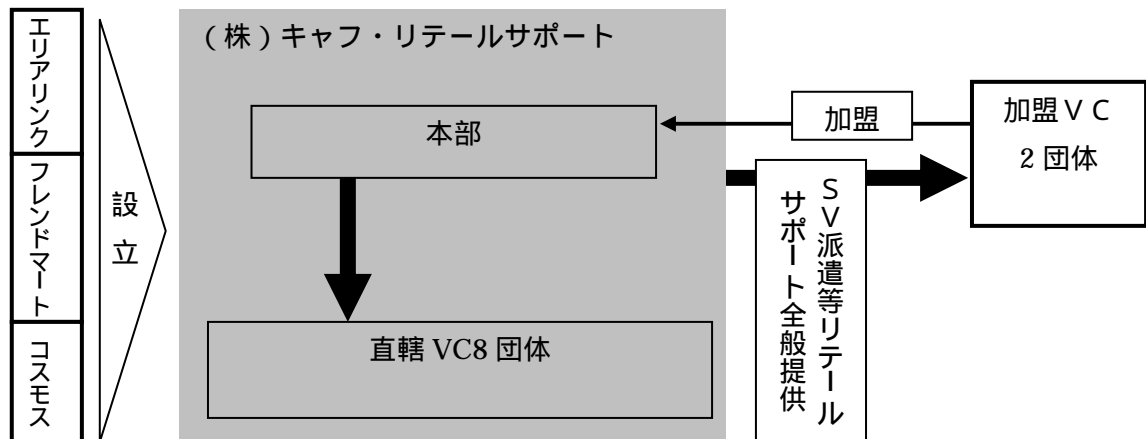 エリアリンク
フレンドマート
コスモス
設立
（株）キャフ・リテールサポート
本部
直轄 VC8 団体
加盟
ＳＶ派遣等リテール
サポート全般提供
加盟ＶＣ
2 団体